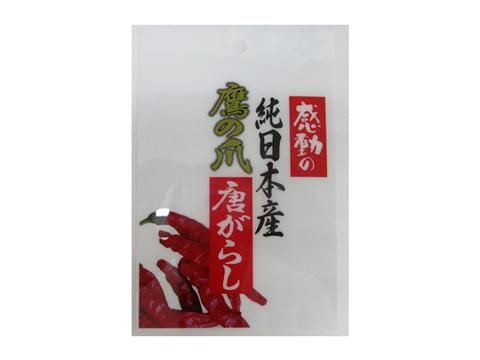 感動の
純日本産
鷹の爪
唐がらし